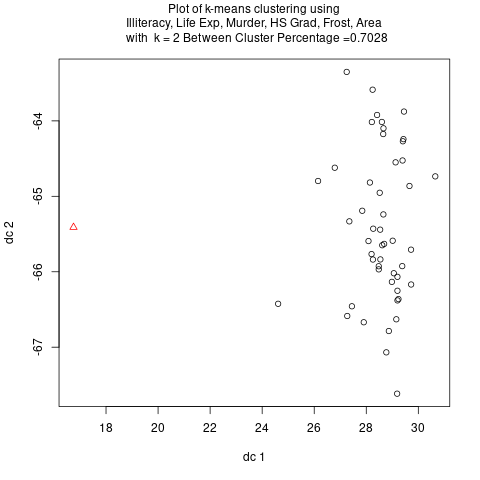 Plot of k-means clustering using
Illiteracy, Life Exp, Murder, HS Grad, Frost, Area
with  k = 2 Between Cluster Percentage =0.7028
-64
-65
-66
-67
dc 2
18 20 22 24 26 28 30
dc 1